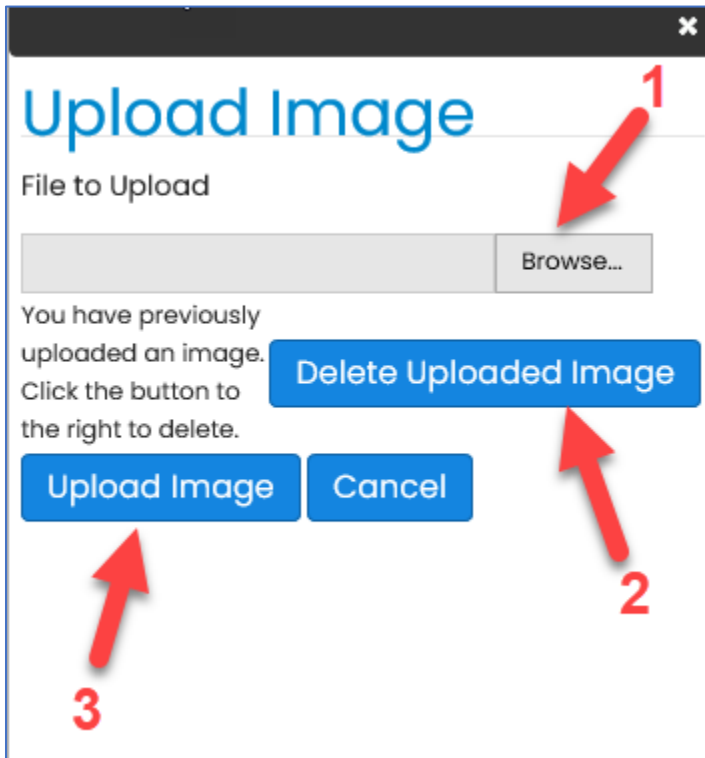 ×
1
Upload Image
File to Upload
Browse...
You have previously
uploaded an image.
Click the button to
the right to delete.
Delete Uploaded Image
Upload Image
Cancel
2
3